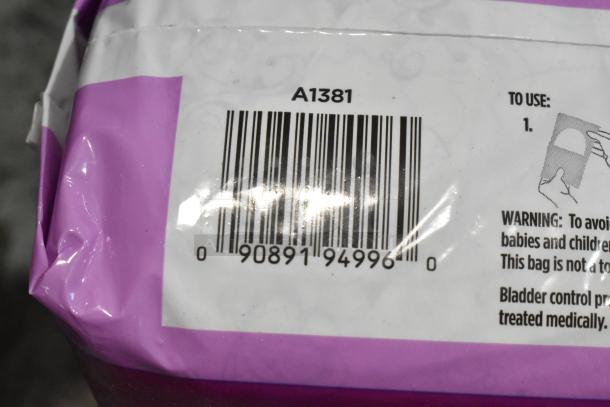 A1381
0 90891 94996 0
TO USE:
1.
WARNING: To avoi
babies and childre
This bag is not a to
Bladder control pr
treated medically.